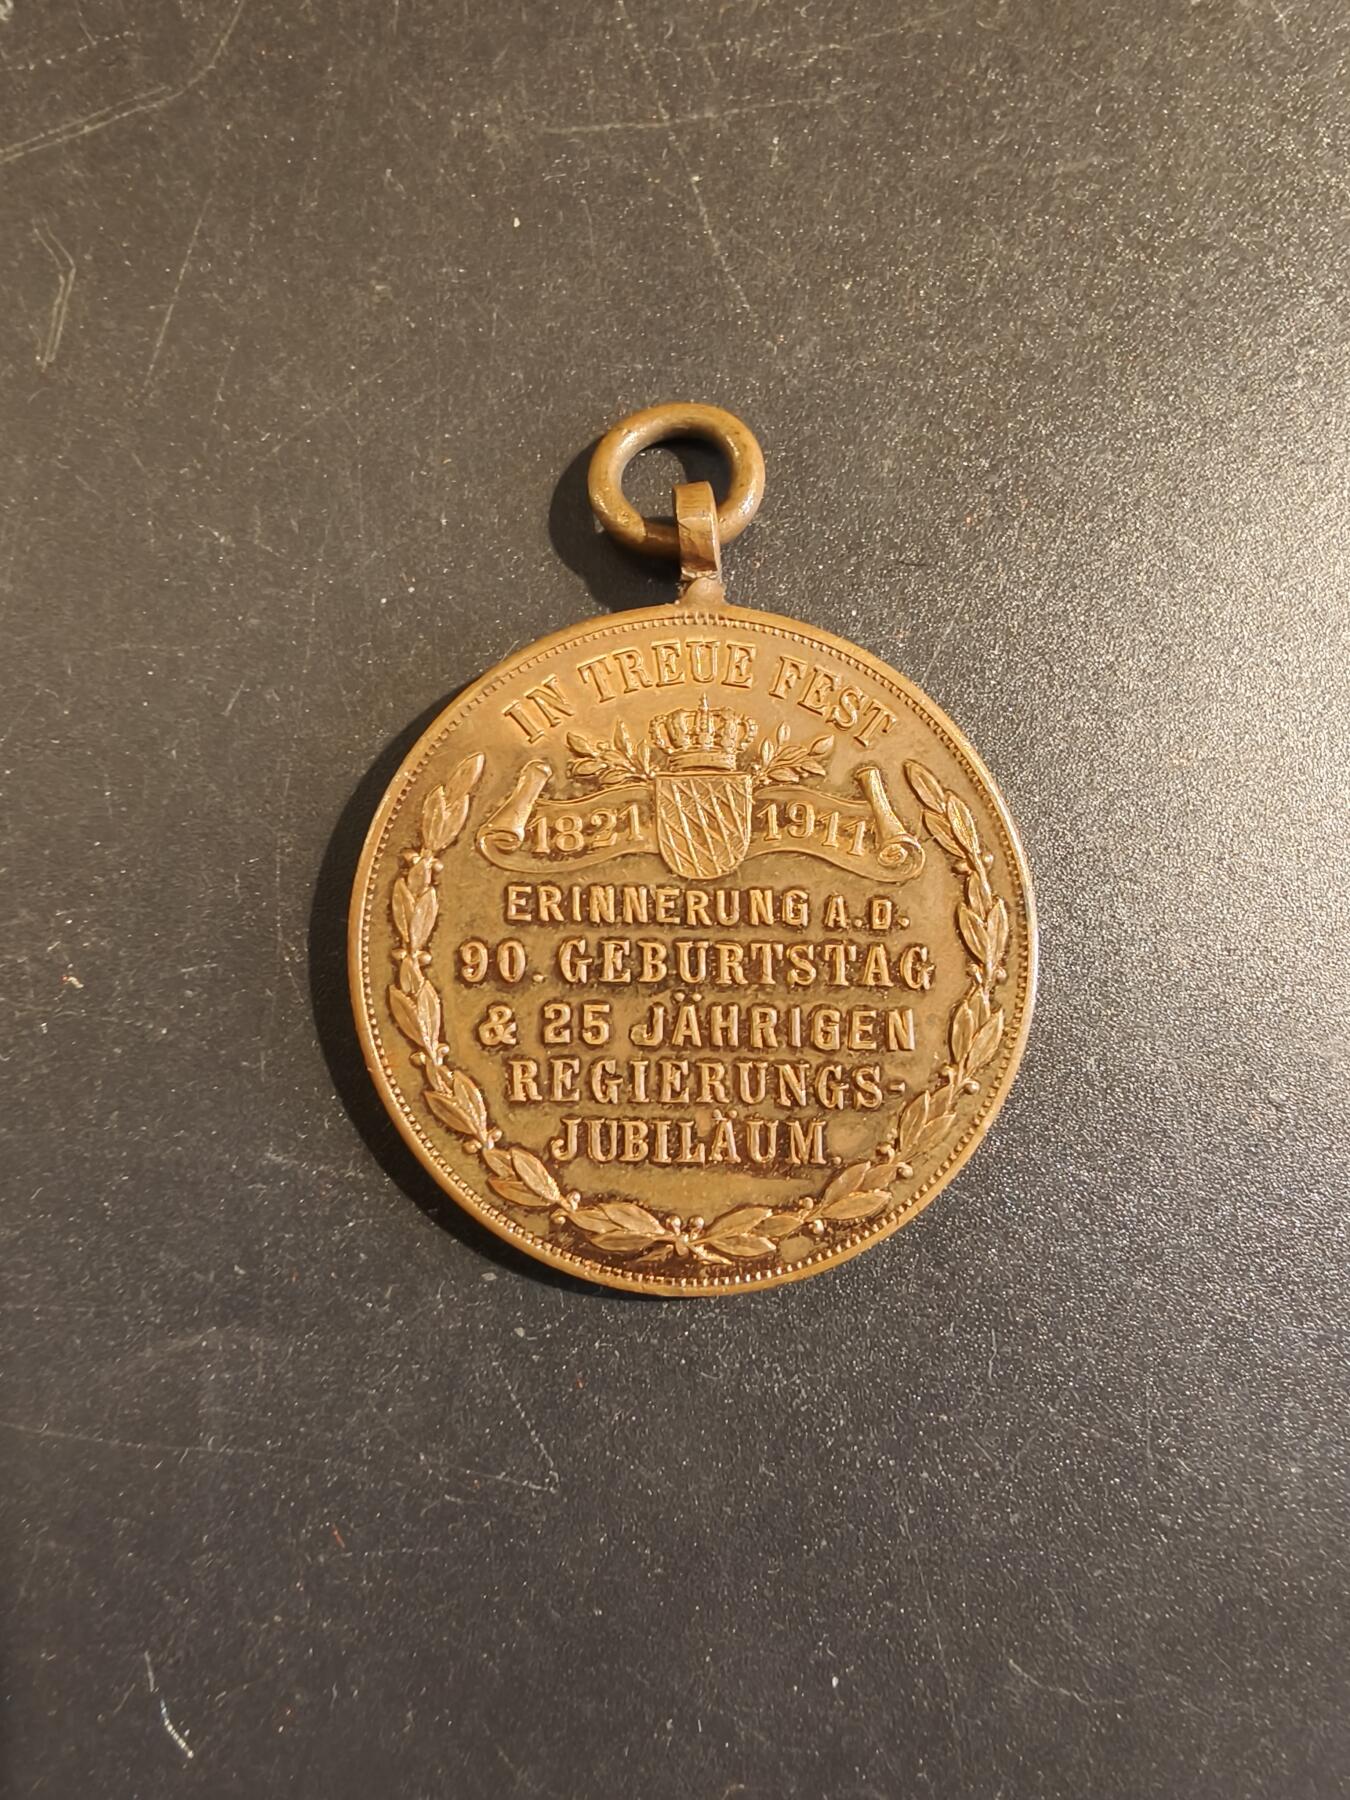 IN TREUE FEST
1821 1911
ERINNERUNG A.D.
90. GEBURTSTAG
& 25 JÄHRIGEN
REGIERUNGS-
JUBILÄUM.